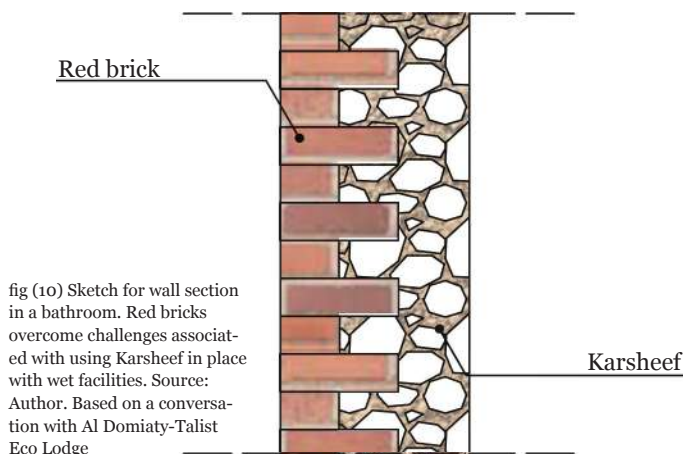 Red brick
fig (10) Sketch for wall section
in a bathroom. Red bricks
overcome challenges associat-
ed with using Karsheef in place
with wet facilities. Source:
Author. Based on a conversa-
tion with Al Domiaty-Talist
Eco Lodge
Karsheef